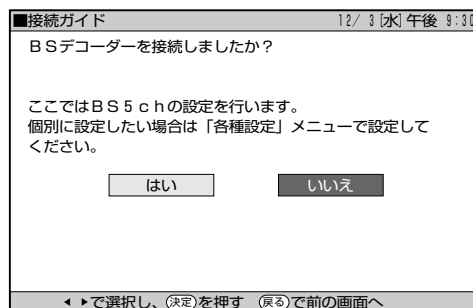 ■接続ガイド 12/ 3[水]午後 9:30
BSデコーダーを接続しましたか？
ここではBS5chの設定を行います。
個別に設定したい場合は「各種設定」メニューで設定して
ください。
はい いいえ
◀ ▶で選択し、決定を押す 戻るで前の画面へ